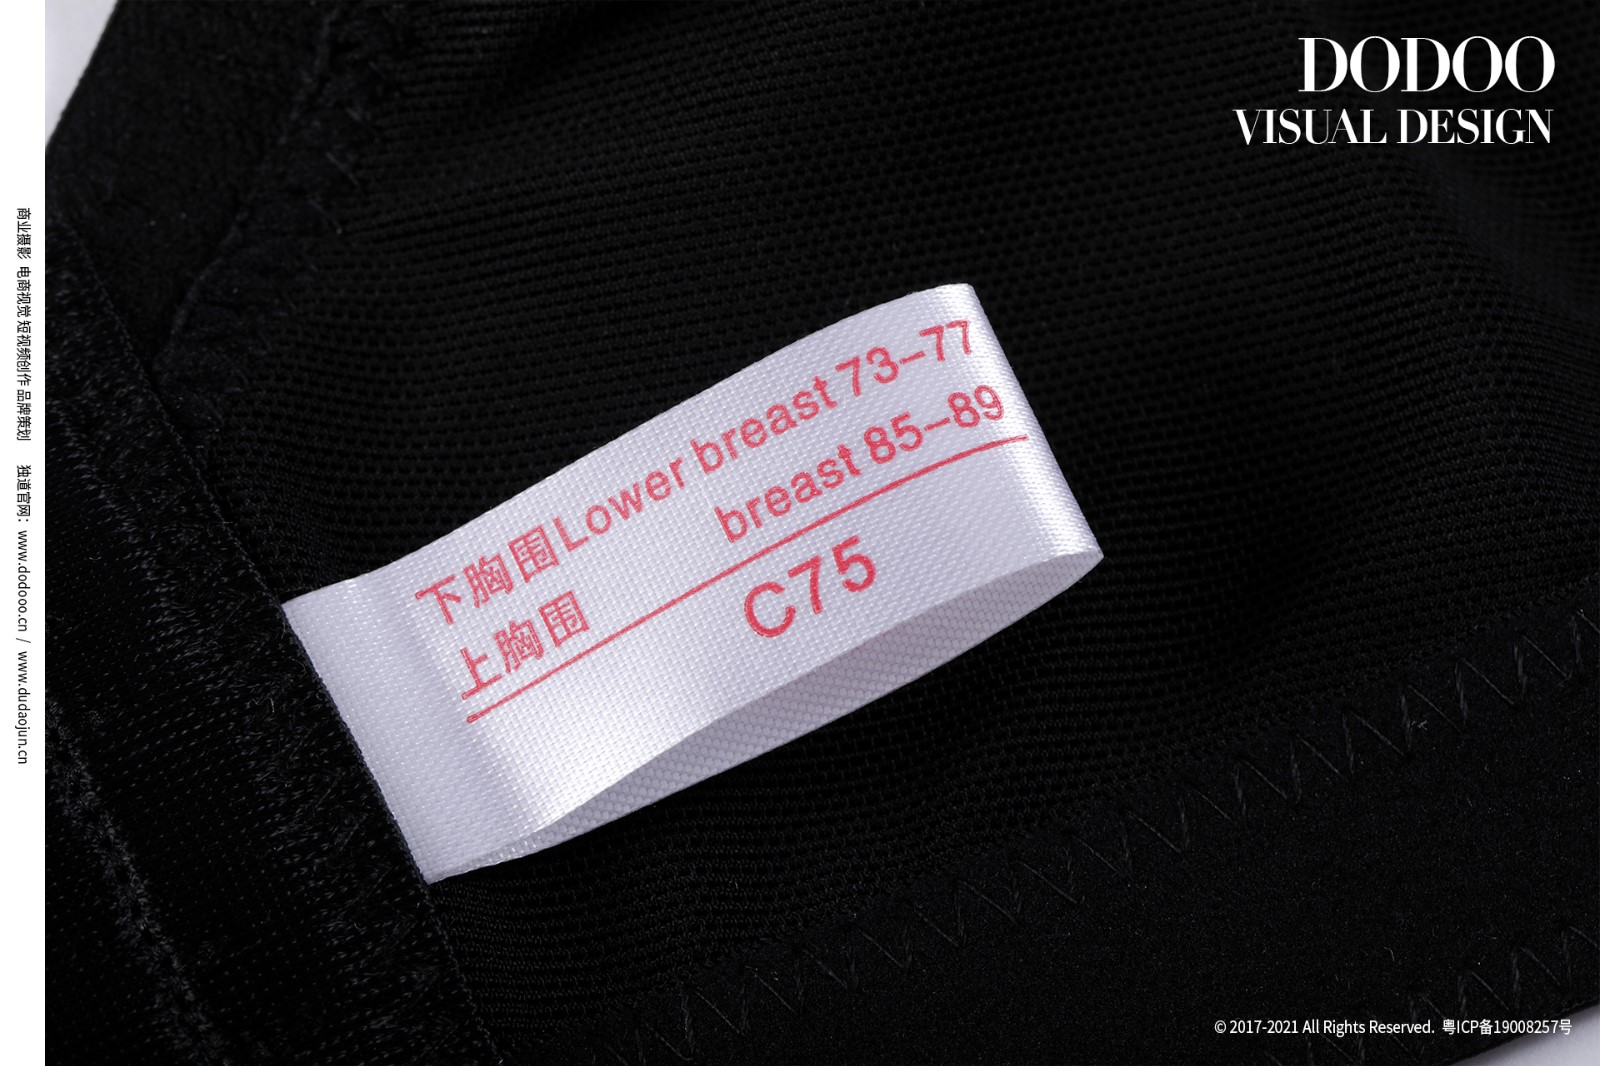 DODOO
VISUAL DESIGN
商业摄影 电商视觉 短视频创作 品牌策划 独道官网：www.dodooo.cn / www.dudaojun.cn
下胸围 Lower breast 73-77
上胸围 breast 85-89
C75
© 2017-2021 All Rights Reserved. 粤ICP备19008257号